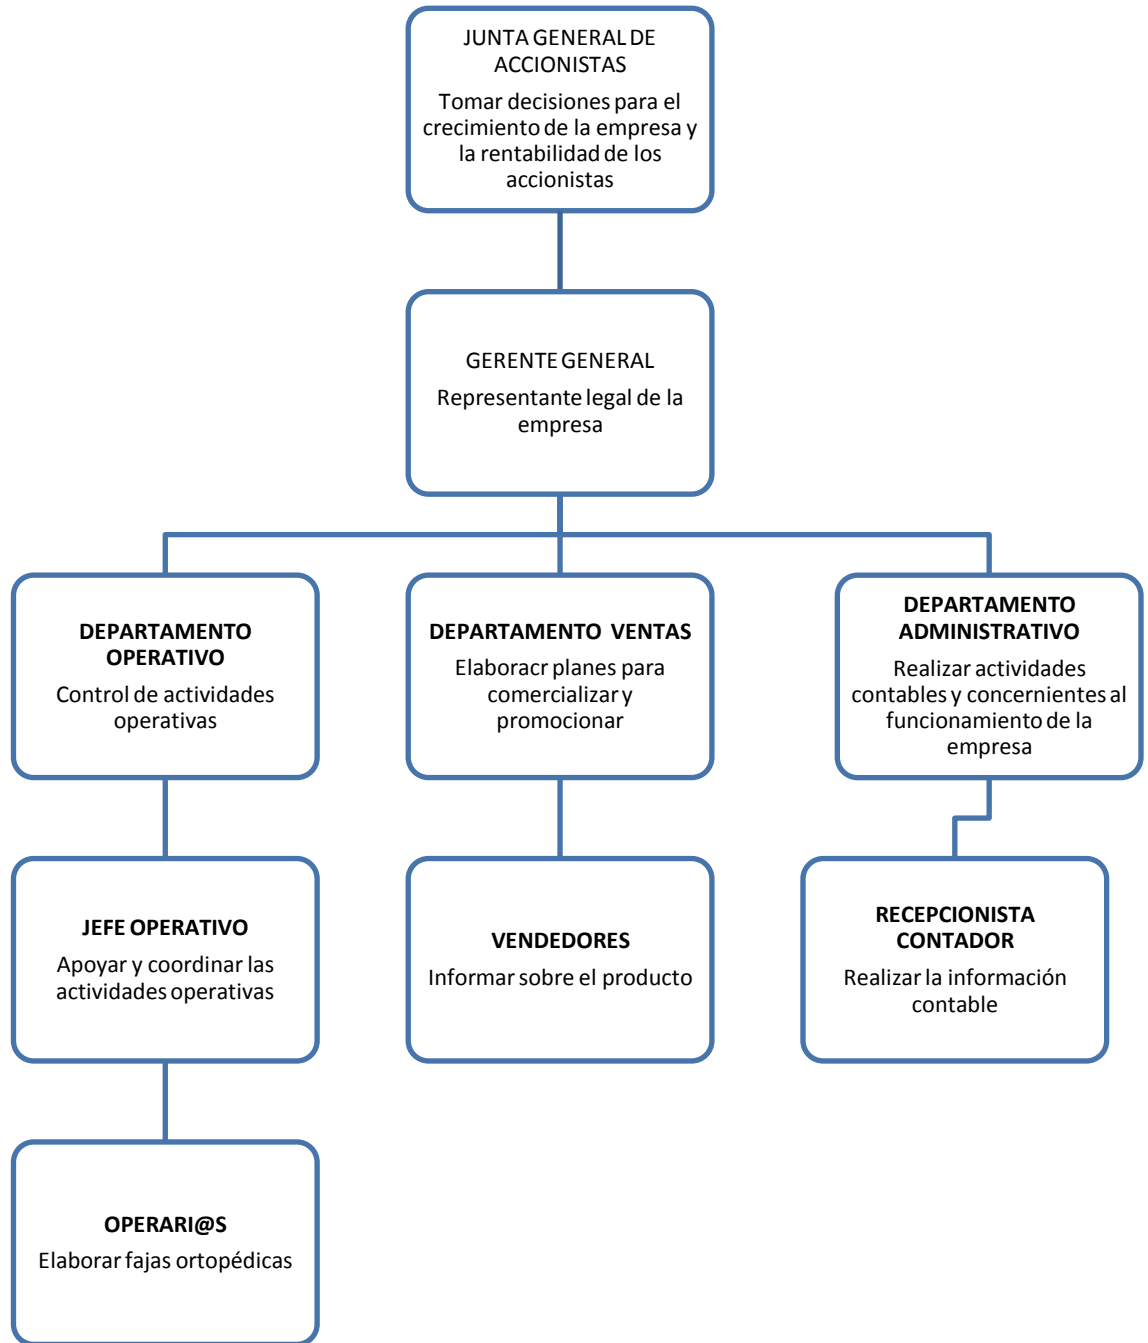 JUNTA GENERAL DE
ACCIONISTAS
Tomar decisiones para el
crecimiento de la empresa y
la rentabilidad de los
accionistas
GERENTE GENERAL
Representante legal de la
empresa
DEPARTAMENTO
OPERATIVO
Control de actividades
operativas
DEPARTAMENTO VENTAS
Elaboracr planes para
comercializar y
promocionar
DEPARTAMENTO
ADMINISTRATIVO
Realizar actividades
contables y concernientes al
funcionamiento de la
empresa
JEFE OPERATIVO
Apoyar y coordinar las
actividades operativas
VENDEDORES
Informar sobre el producto
RECEPCIONISTA
CONTADOR
Realizar la información
contable
OPERARI@S
Elaborar fajas ortopédicas